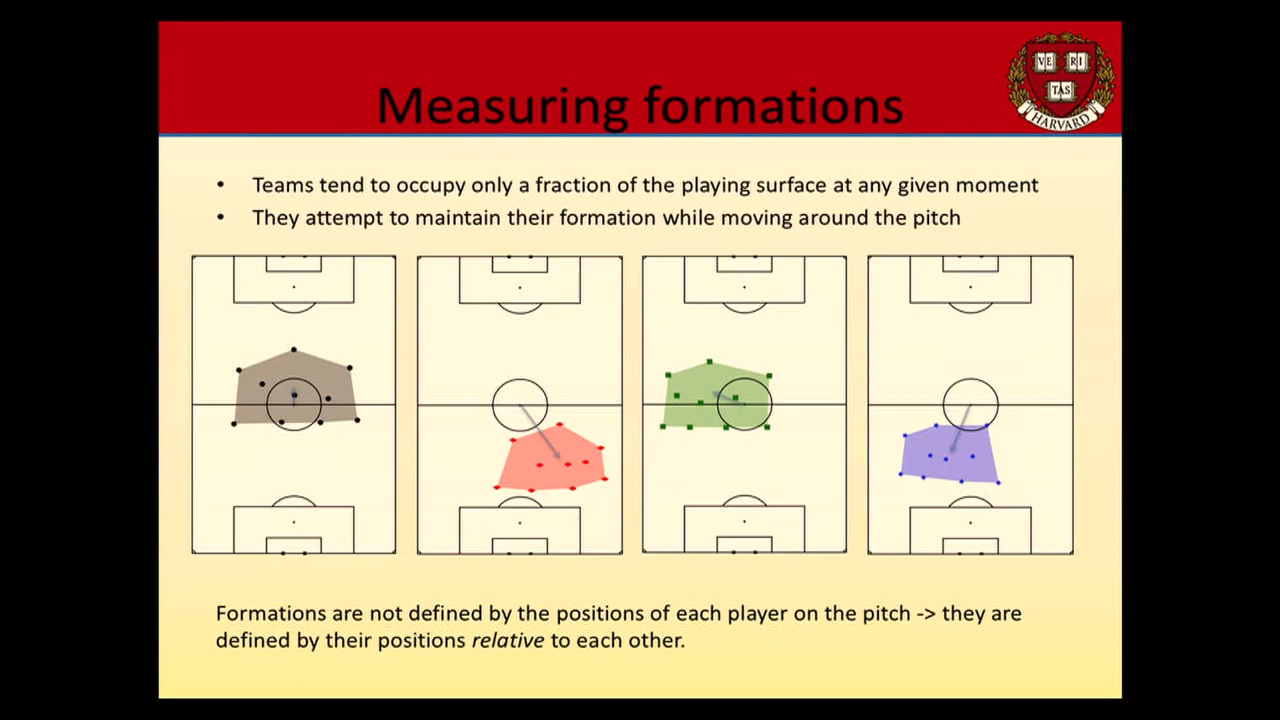 Measuring formations
VE RI
TAS
HARVARD
• Teams tend to occupy only a fraction of the playing surface at any given moment
• They attempt to maintain their formation while moving around the pitch
Formations are not defined by the positions of each player on the pitch -> they are
defined by their positions relative to each other.